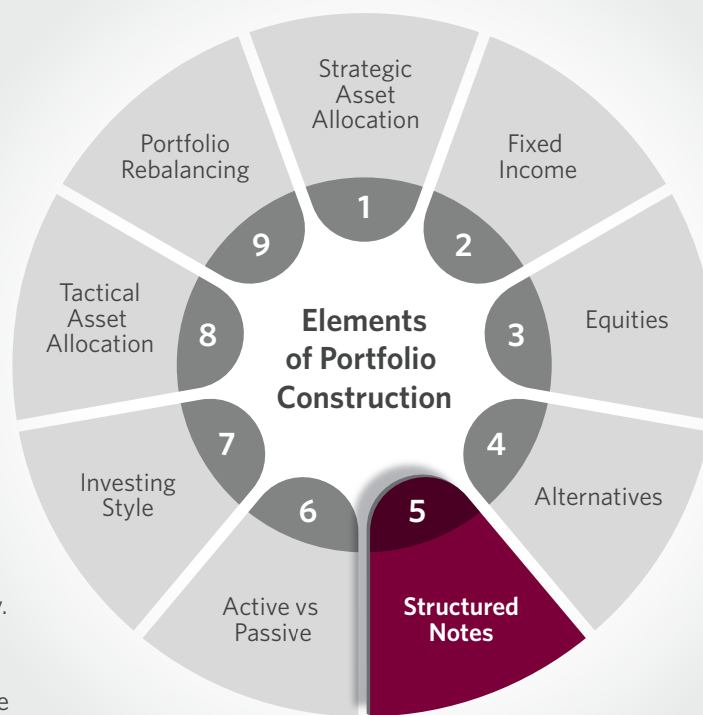 Strategic
Asset
Allocation
1
Fixed
Income
2
Equities
3
Alternatives
4
Structured
Notes
5
Active vs
Passive
6
Investing
Style
7
Tactical
Asset
Allocation
8
Portfolio
Rebalancing
9
Elements
of Portfolio
Construction